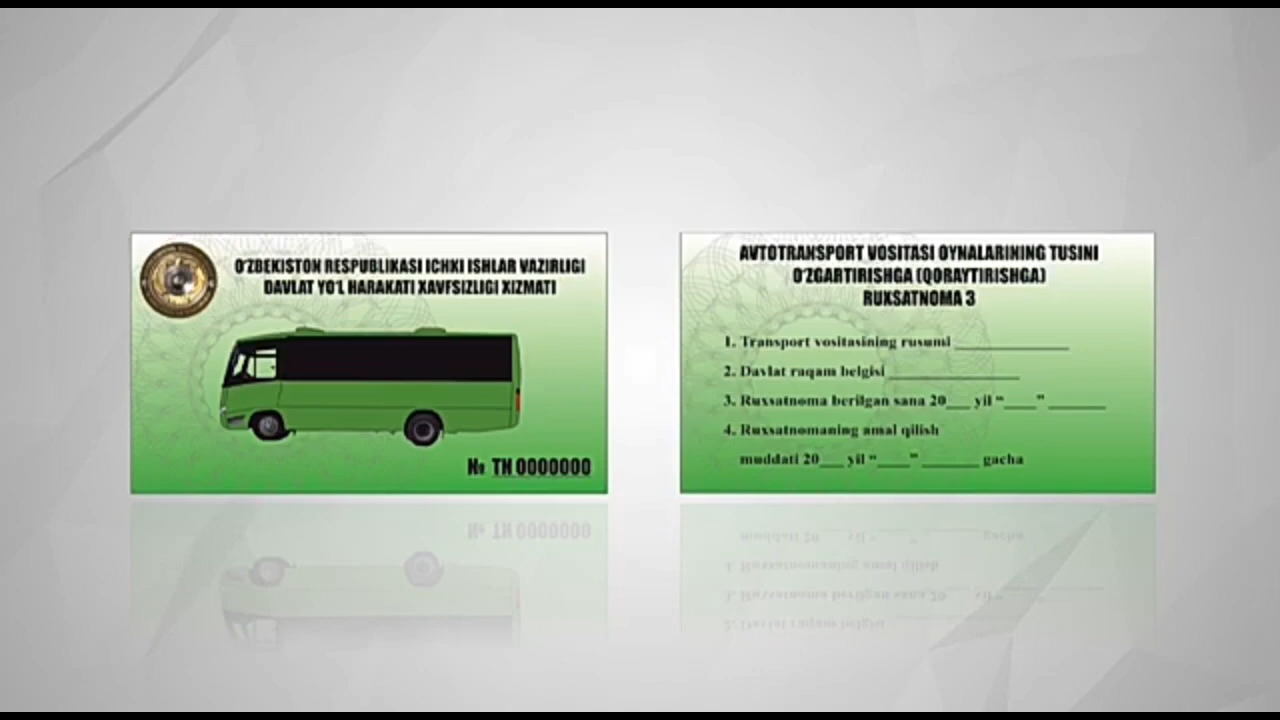 O'ZBEKISTON RESPUBLIKASI ICHKI ISHLAR VAZIRLIGI
DAVLAT YO'L HARAKATI XAVFSIZLIGI XIZMATI
№ TH 0000000
AVTOTRANSPORT VOSITASI OYNALARINING TUSINI
O'ZGARTIRISHGA (QORAYTIRISHGA)
RUXSATNOMA 3
1. Transport vositasining rusumi ______________
2. Davlat raqam belgisi ________________
3. Ruxsatnoma berilgan sana 20___ yil “____” _______
4. Ruxsatnomaning amal qilish
muddati 20___ yil “____” _______ gacha